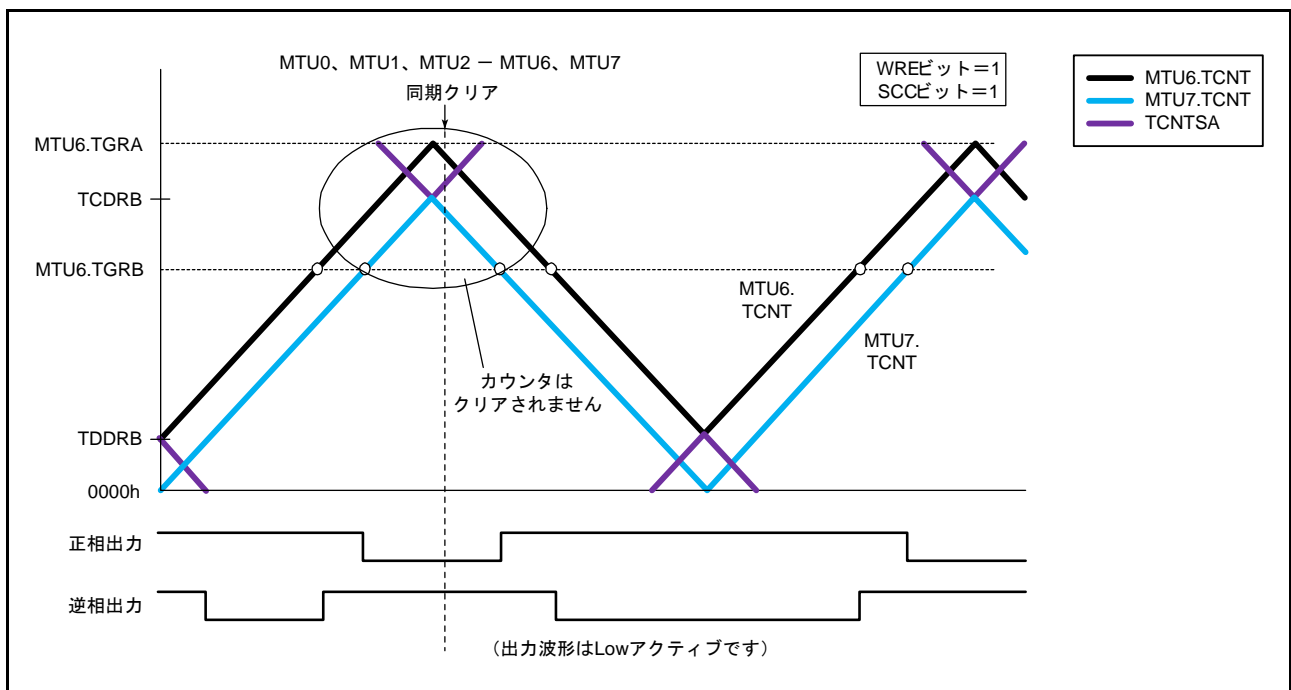 MTU0、MTU1、MTU2 － MTU6、MTU7
同期クリア
WREビット＝1
SCCビット＝1
MTU6.TCNT
MTU7.TCNT
TCNTSA
MTU6.TGRA
TCDRB
MTU6.TGRB
MTU6.
TCNT
MTU7.
TCNT
カウンタは
クリアされません
TDDRB
0000h
正相出力
逆相出力
（出力波形はLowアクティブです）